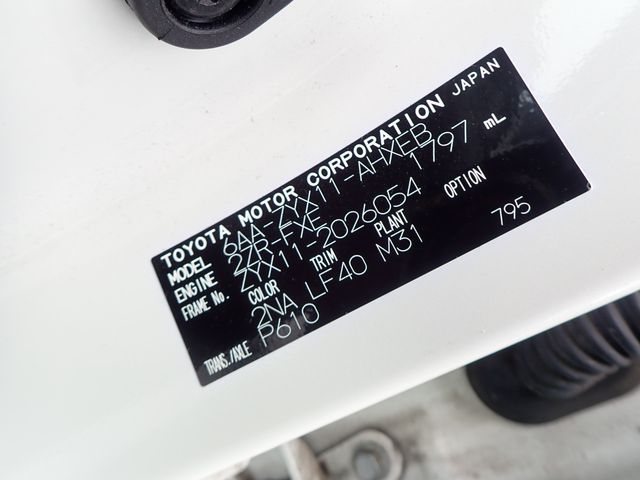 TOYOTA MOTOR CORPORATION JAPAN
MODEL 6AA-ZYX11-AHXEB
ENGINE 2ZR-FXE 1797 mL
FRAME No. ZYX11-2026054
COLOR TRIM PLANT OPTION
2NA LF40 M31 795
TRANS./AXLE P610